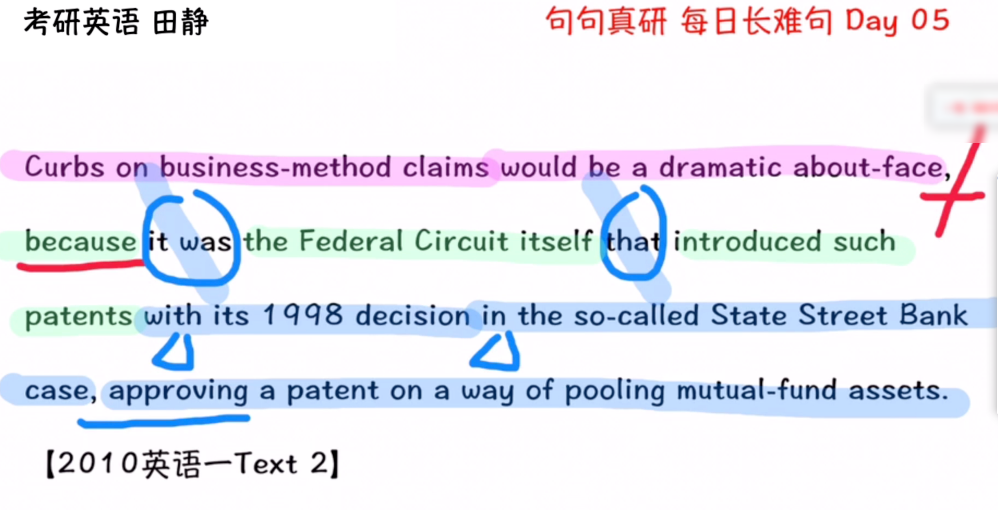 考研英语 田静
句句真研 每日长难句 Day 05
Curbs on business-method claims would be a dramatic about-face,
because it was the Federal Circuit itself that introduced such
patents with its 1998 decision in the so-called State Street Bank
case, approving a patent on a way of pooling mutual-fund assets.
【2010英语一Text 2】